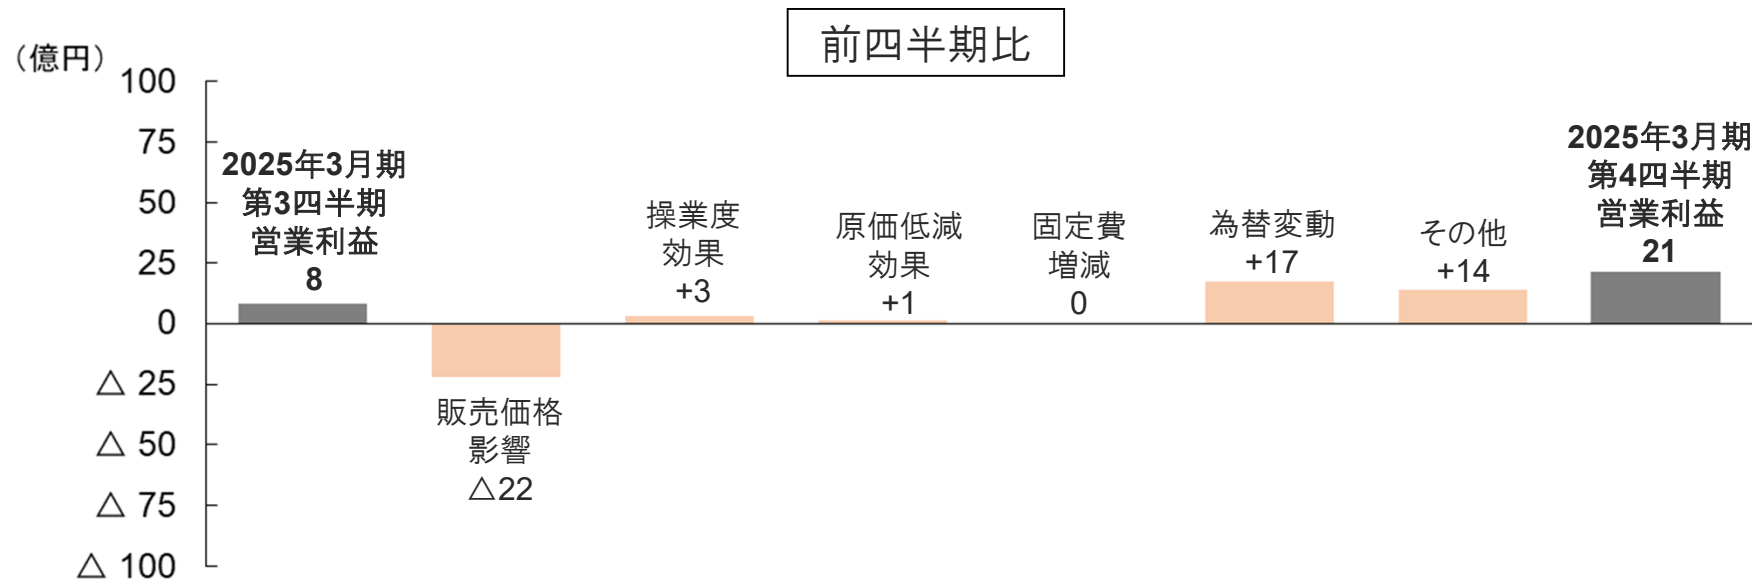 前四半期比
（億円）
100
75
50
25
0
△ 25
△ 50
△ 75
△ 100
2025年3月期
第3四半期
営業利益
8
販売価格
影響
△22
操業度
効果
+3
原価低減
効果
+1
固定費
増減
0
為替変動
+17
その他
+14
2025年3月期
第4四半期
営業利益
21